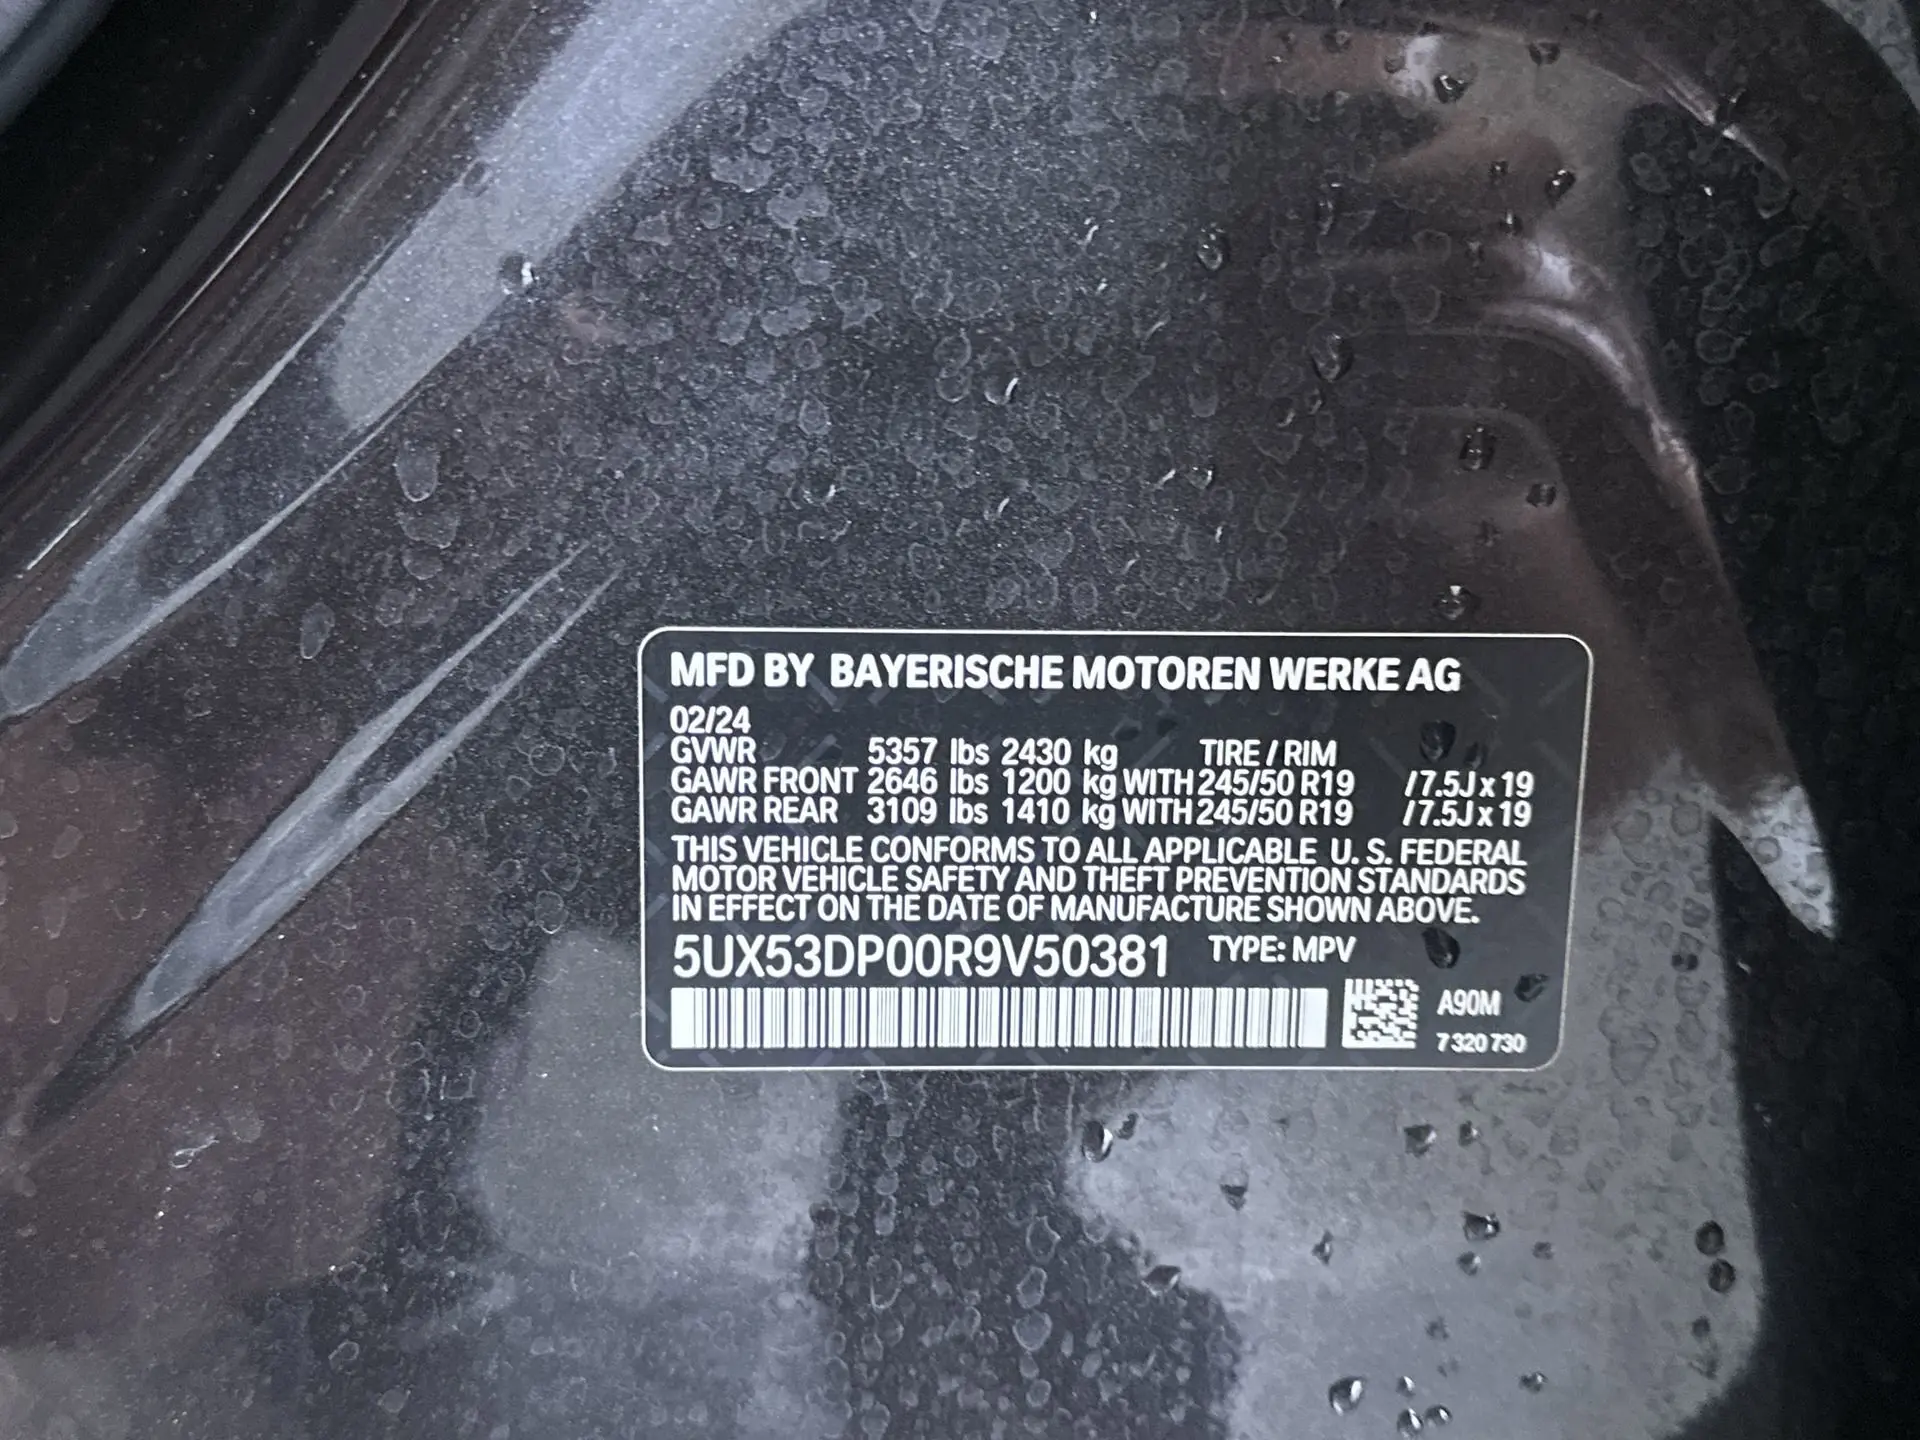 MFD BY BAYERISCHE MOTOREN WERKE AG
02/24
GVWR 5357 lbs 2430 kg TIRE / RIM
GAWR FRONT 2646 lbs 1200 kg WITH 245/50 R19 /7.5J x 19
GAWR REAR 3109 lbs 1410 kg WITH 245/50 R19 /7.5J x 19
THIS VEHICLE CONFORMS TO ALL APPLICABLE U. S. FEDERAL
MOTOR VEHICLE SAFETY AND THEFT PREVENTION STANDARDS
IN EFFECT ON THE DATE OF MANUFACTURE SHOWN ABOVE.
5UX53DP00R9V50381 TYPE: MPV
A90M
7 320 730